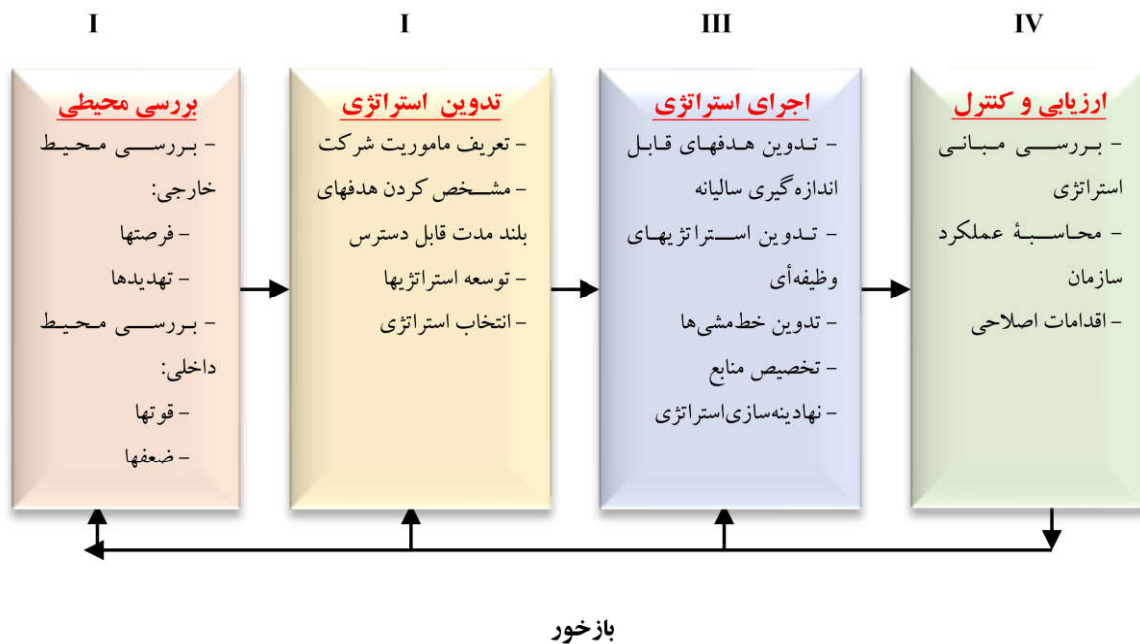 I
I
III
IV
بررسی محیطی
- بررسی محیط
خارجی:
- فرصتها
- تهدیدها
- بررسی محیط
داخلی:
- قوتها
- ضعفها
تدوین استراتژی
- تعریف ماموریت شرکت
- مشخص کردن هدفهای
بلند مدت قابل دسترس
- توسعه استراتژیها
- انتخاب استراتژی
اجرای استراتژی
- تدوین هدفهای قابل
اندازه‌گیری سالیانه
- تدوین استراتژیهای
وظیفه‌أی
- تدوین خط‌مشی‌ها
- تخصیص منابع
- نهادینه‌سازی‌استراتژی
ارزیابی و کنترل
- بررسی مبانی
استراتژی
- محاسبۀ عملکرد
سازمان
- اقدامات اصلاحی
بازخور